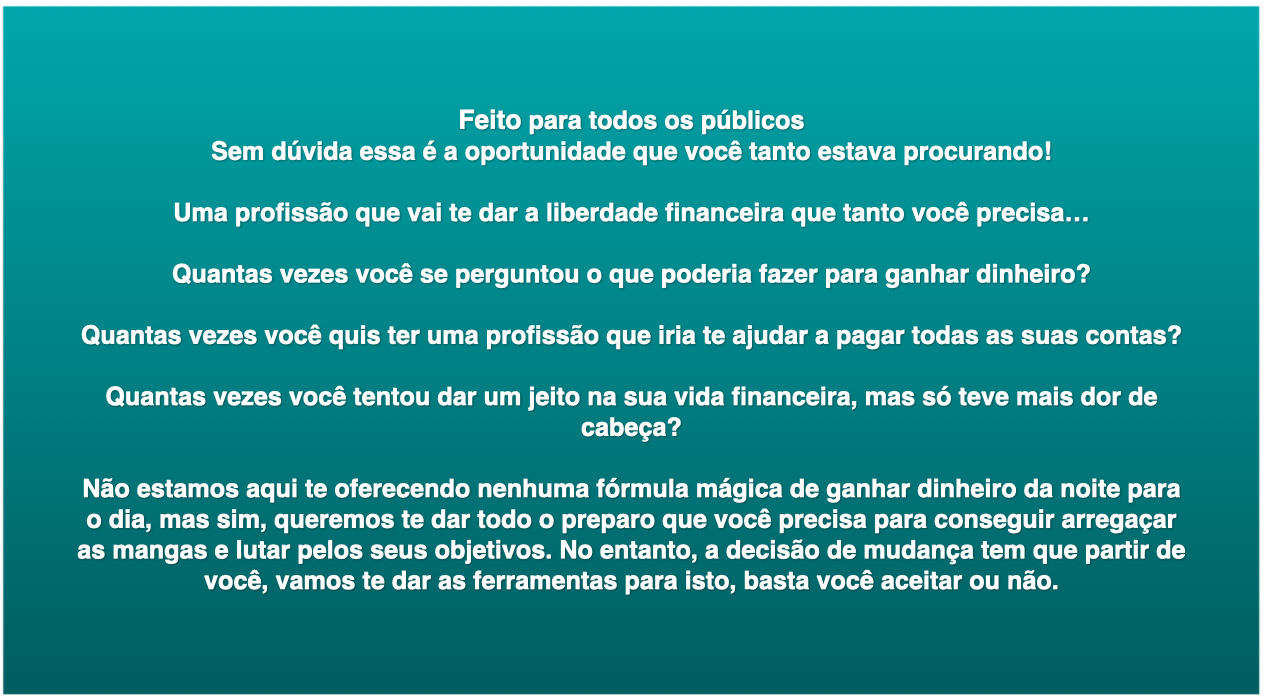 Feito para todos os públicos
Sem dúvida essa é a oportunidade que você tanto estava procurando!
Uma profissão que vai te dar a liberdade financeira que tanto você precisa…
Quantas vezes você se perguntou o que poderia fazer para ganhar dinheiro?
Quantas vezes você quis ter uma profissão que iria te ajudar a pagar todas as suas contas?
Quantas vezes você tentou dar um jeito na sua vida financeira, mas só teve mais dor de
cabeça?
Não estamos aqui te oferecendo nenhuma fórmula mágica de ganhar dinheiro da noite para
o dia, mas sim, queremos te dar todo o preparo que você precisa para conseguir arregaçar
as mangas e lutar pelos seus objetivos. No entanto, a decisão de mudança tem que partir de
você, vamos te dar as ferramentas para isto, basta você aceitar ou não.